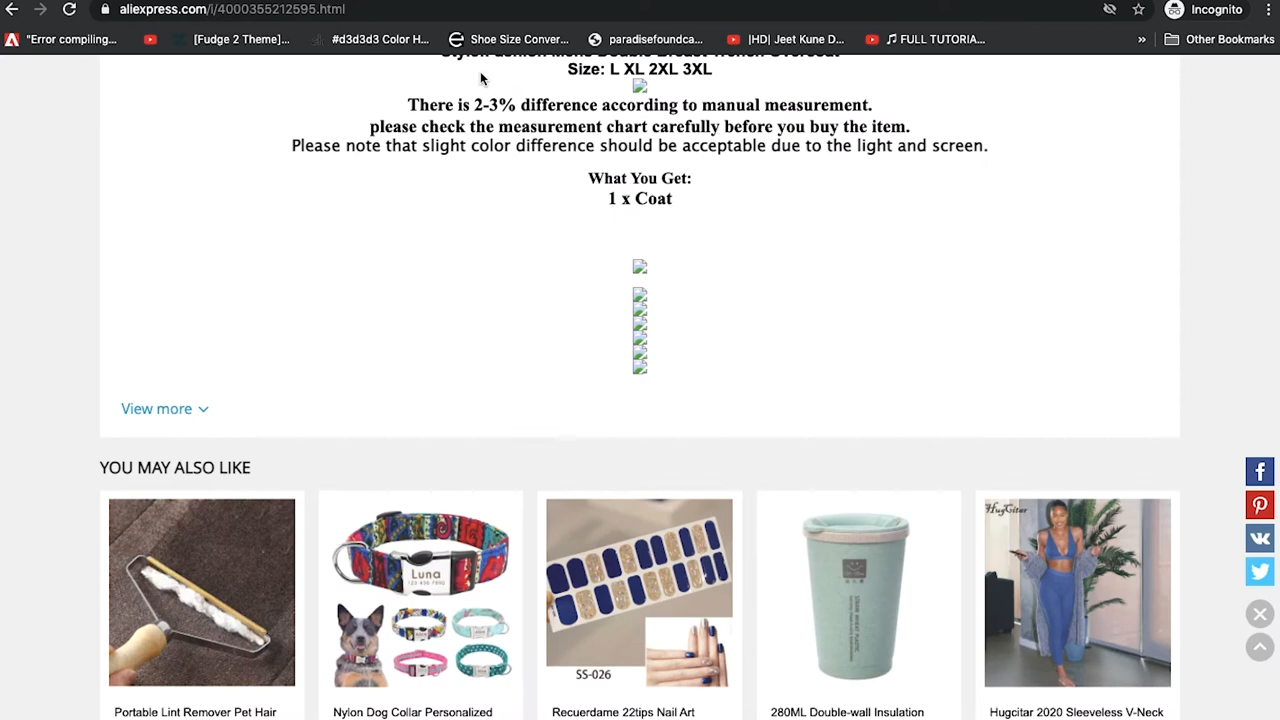 aliexpress.com/i/4000355212595.html
Incognito
"Error compiling...
[Fudge 2 Theme]...
#d3d3d3 Color H...
Shoe Size Conver...
paradisefoundca...
|HD| Jeet Kune D...
♫ FULL TUTORIA...
»
Other Bookmarks
Size: L XL 2XL 3XL
There is 2-3% difference according to manual measurement.
please check the measurement chart carefully before you buy the item.
Please note that slight color difference should be acceptable due to the light and screen.
What You Get:
1 x Coat
View more
YOU MAY ALSO LIKE
Luna
HugCitar
SS-026
Portable Lint Remover Pet Hair
Nylon Dog Collar Personalized
Recuerdame 22tips Nail Art
280ML Double-wall Insulation
Hugcitar 2020 Sleeveless V-Neck